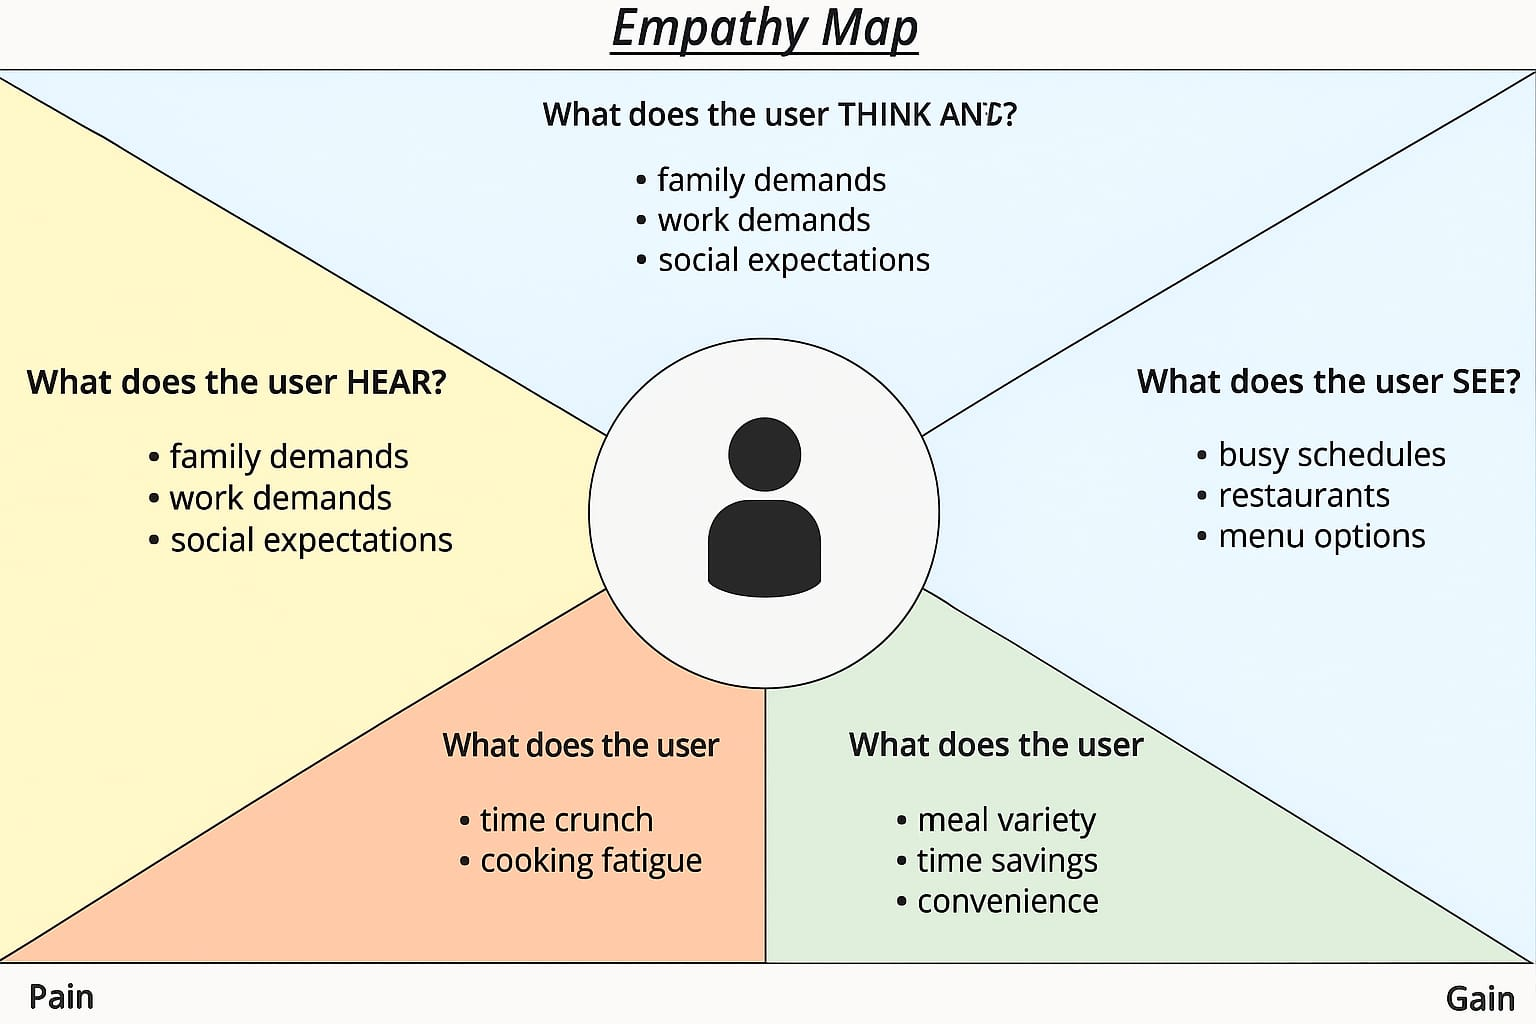 Empathy Map
What does the user THINK AND?
• family demands
• work demands
• social expectations
What does the user HEAR?
• family demands
• work demands
• social expectations
What does the user SEE?
• busy schedules
• restaurants
• menu options
What does the user
• time crunch
• cooking fatigue
What does the user
• meal variety
• time savings
• convenience
Pain
Gain